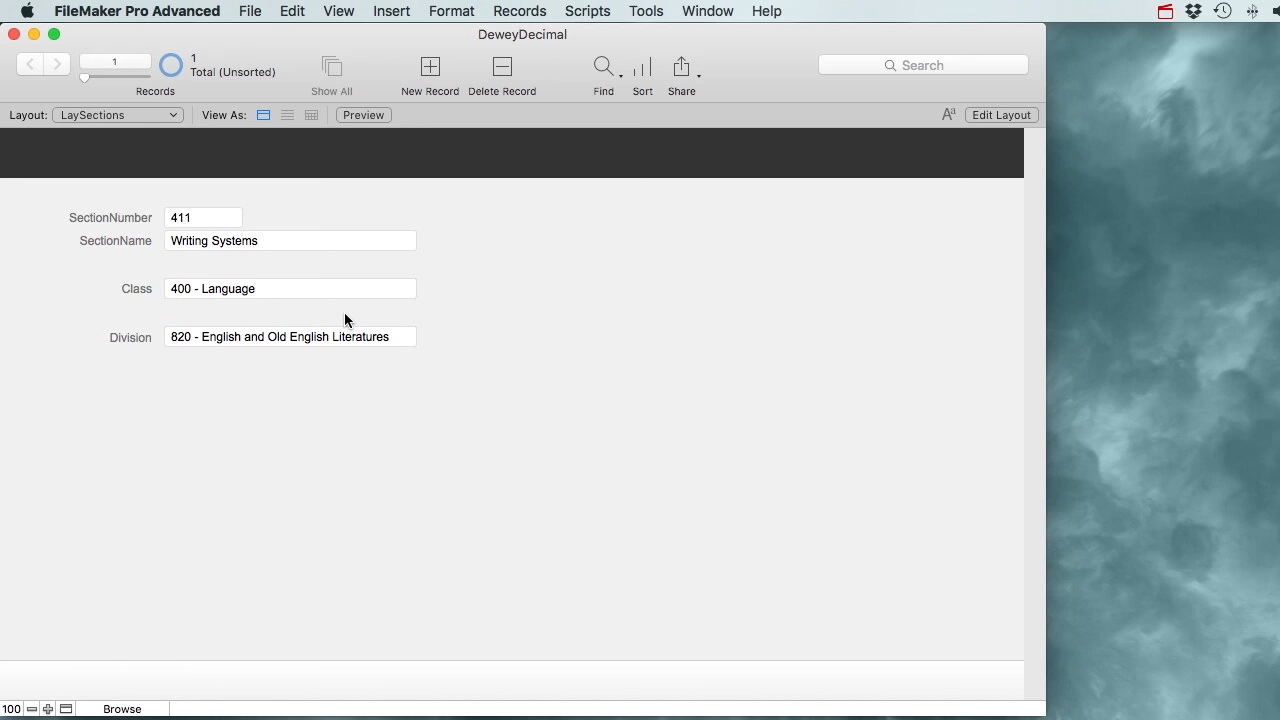 FileMaker Pro Advanced File Edit View Insert Format Records Scripts Tools Window Help
DeweyDecimal
1
1
Total (Unsorted)
Search
Records Show All New Record Delete Record Find Sort Share
Layout: LaySections View As: Preview Aa Edit Layout
SectionNumber 411
SectionName Writing Systems
Class 400 - Language
Division 820 - English and Old English Literatures
100 Browse